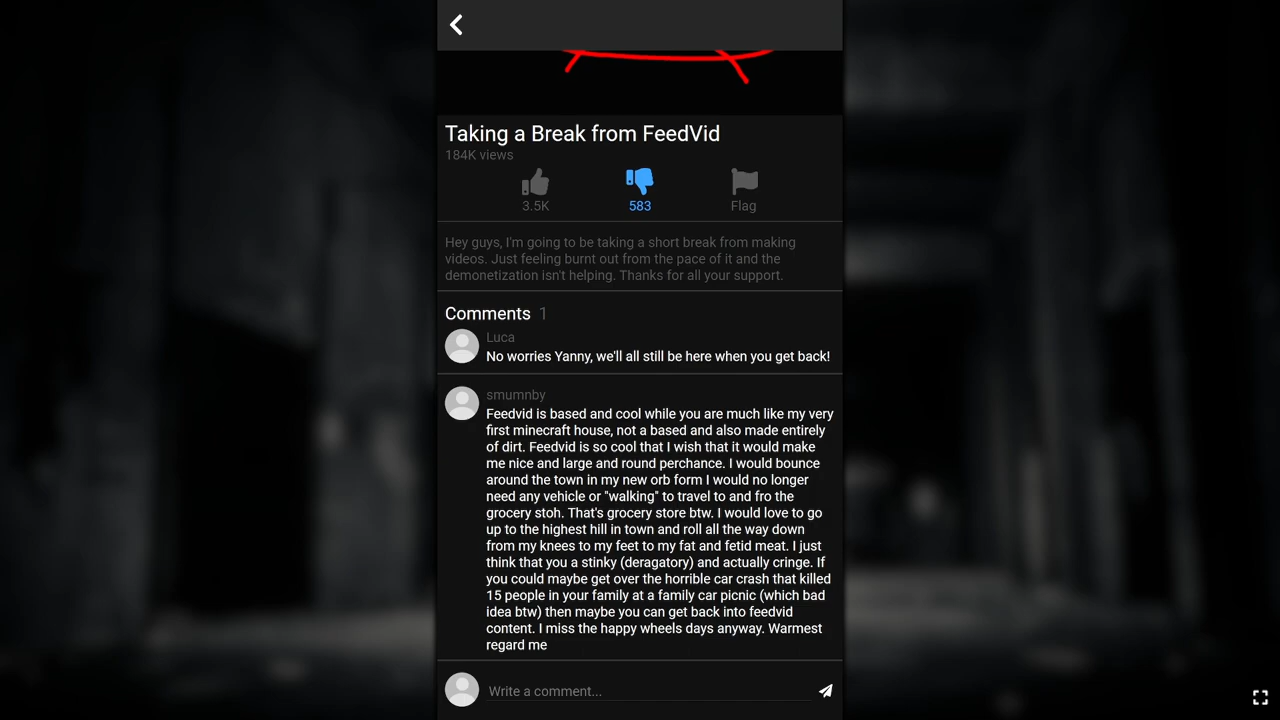 Taking a Break from FeedVid
184K views
3.5K
583
Flag
Hey guys, I'm going to be taking a short break from making
videos. Just feeling burnt out from the pace of it and the
demonetization isn't helping. Thanks for all your support.
Comments 1
Luca
No worries Yanny, we'll all still be here when you get back!
smumnby
Feedvid is based and cool while you are much like my very
first minecraft house, not a based and also made entirely
of dirt. Feedvid is so cool that I wish that it would make
me nice and large and round perchance. I would bounce
around the town in my new orb form I would no longer
need any vehicle or "walking" to travel to and fro the
grocery stoh. That's grocery store btw. I would love to go
up to the highest hill in town and roll all the way down
from my knees to my feet to my fat and fetid meat. I just
think that you a stinky (deragatory) and actually cringe. If
you could maybe get over the horrible car crash that killed
15 people in your family at a family car picnic (which bad
idea btw) then maybe you can get back into feedvid
content. I miss the happy wheels days anyway. Warmest
regard me
Write a comment...